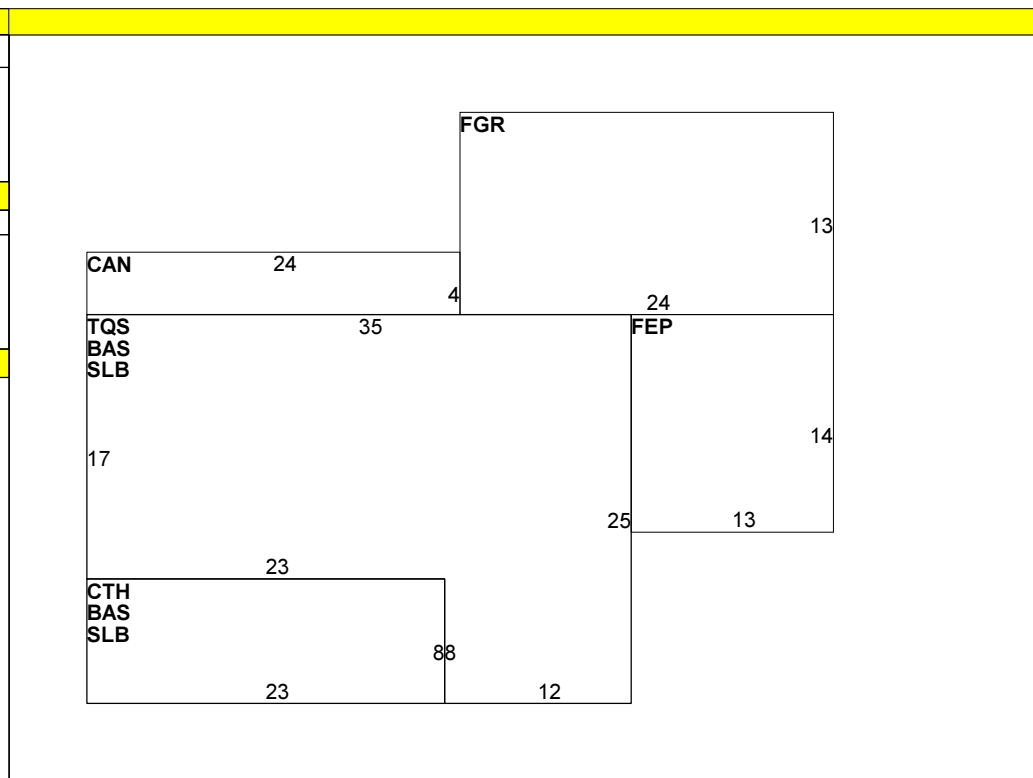 FGR
13
CAN 24
4
24
TQS 35
FEP
BAS
SLB
14
17
25
13
23
CTH
BAS
SLB
88
23
12